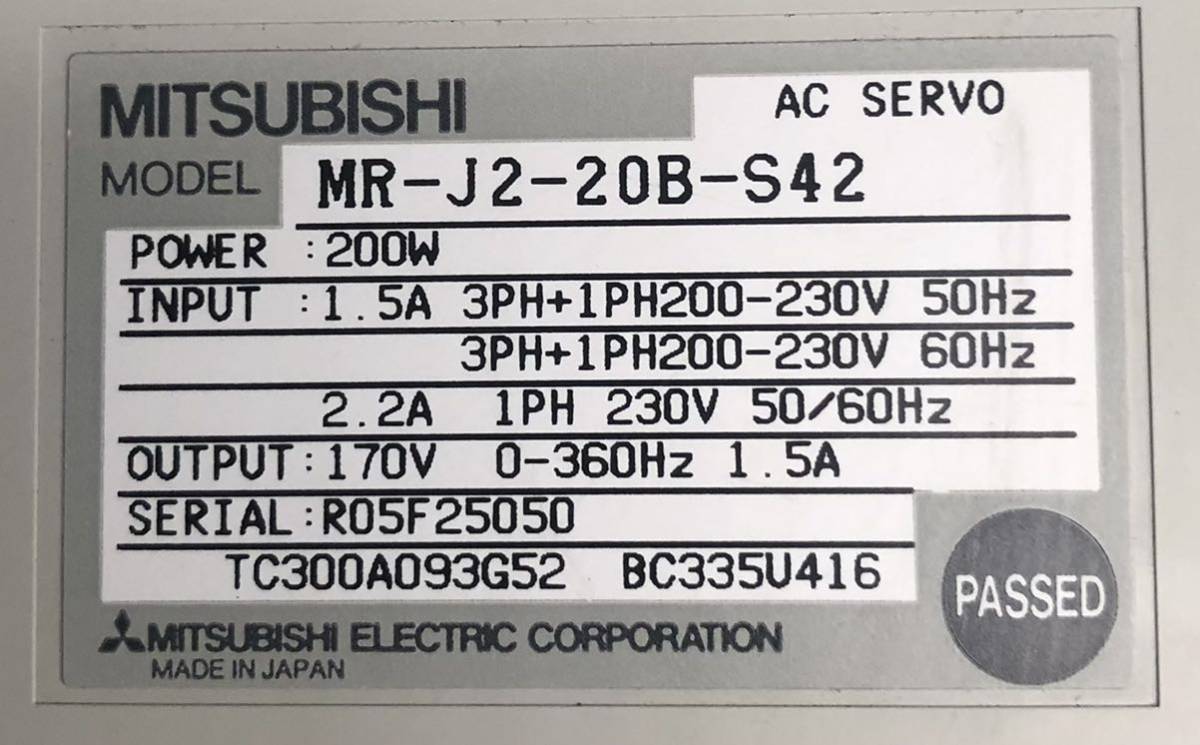 MITSUBISHI AC SERVO
MODEL MR-J2-20B-S42
POWER :200W
INPUT :1.5A 3PH+1PH200-230V 50Hz
3PH+1PH200-230V 60Hz
2.2A 1PH 230V 50/60Hz
OUTPUT:170V 0-360Hz 1.5A
SERIAL:R05F25050
TC300A093G52 BC335U416
PASSED
MITSUBISHI ELECTRIC CORPORATION
MADE IN JAPAN